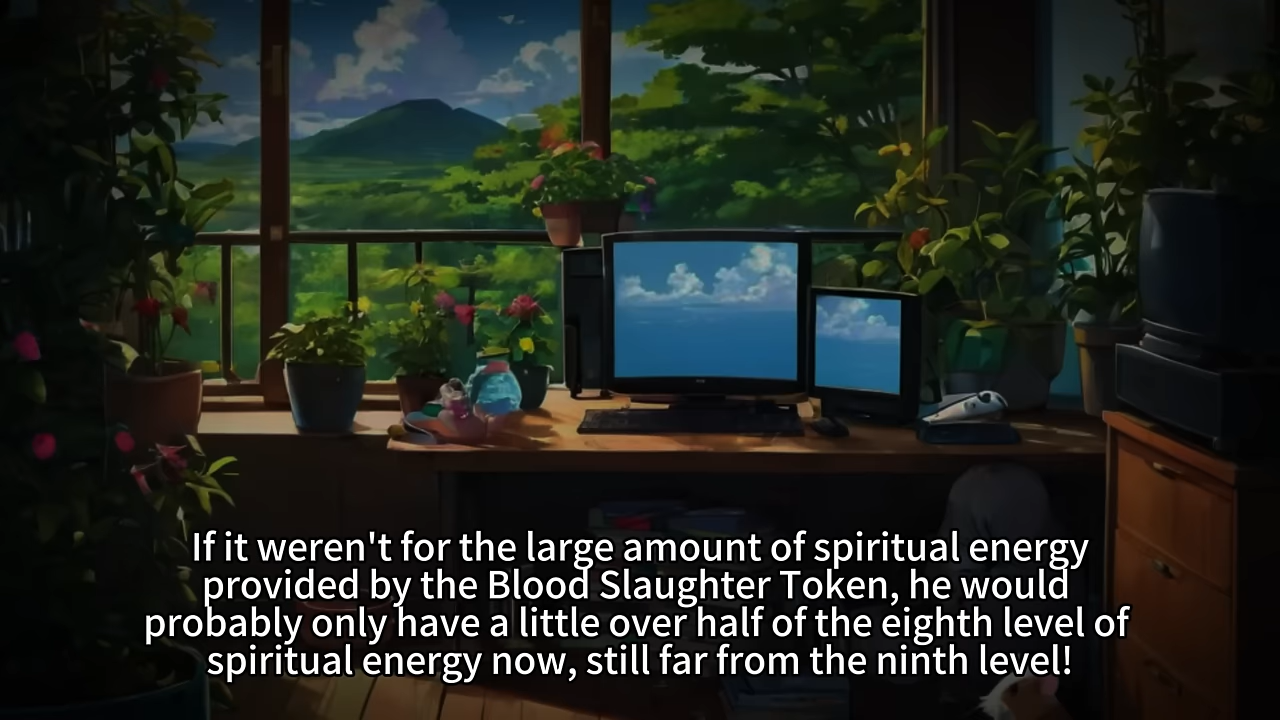 If it weren't for the large amount of spiritual energy
provided by the Blood Slaughter Token, he would
probably only have a little over half of the eighth level of
spiritual energy now, still far from the ninth level!